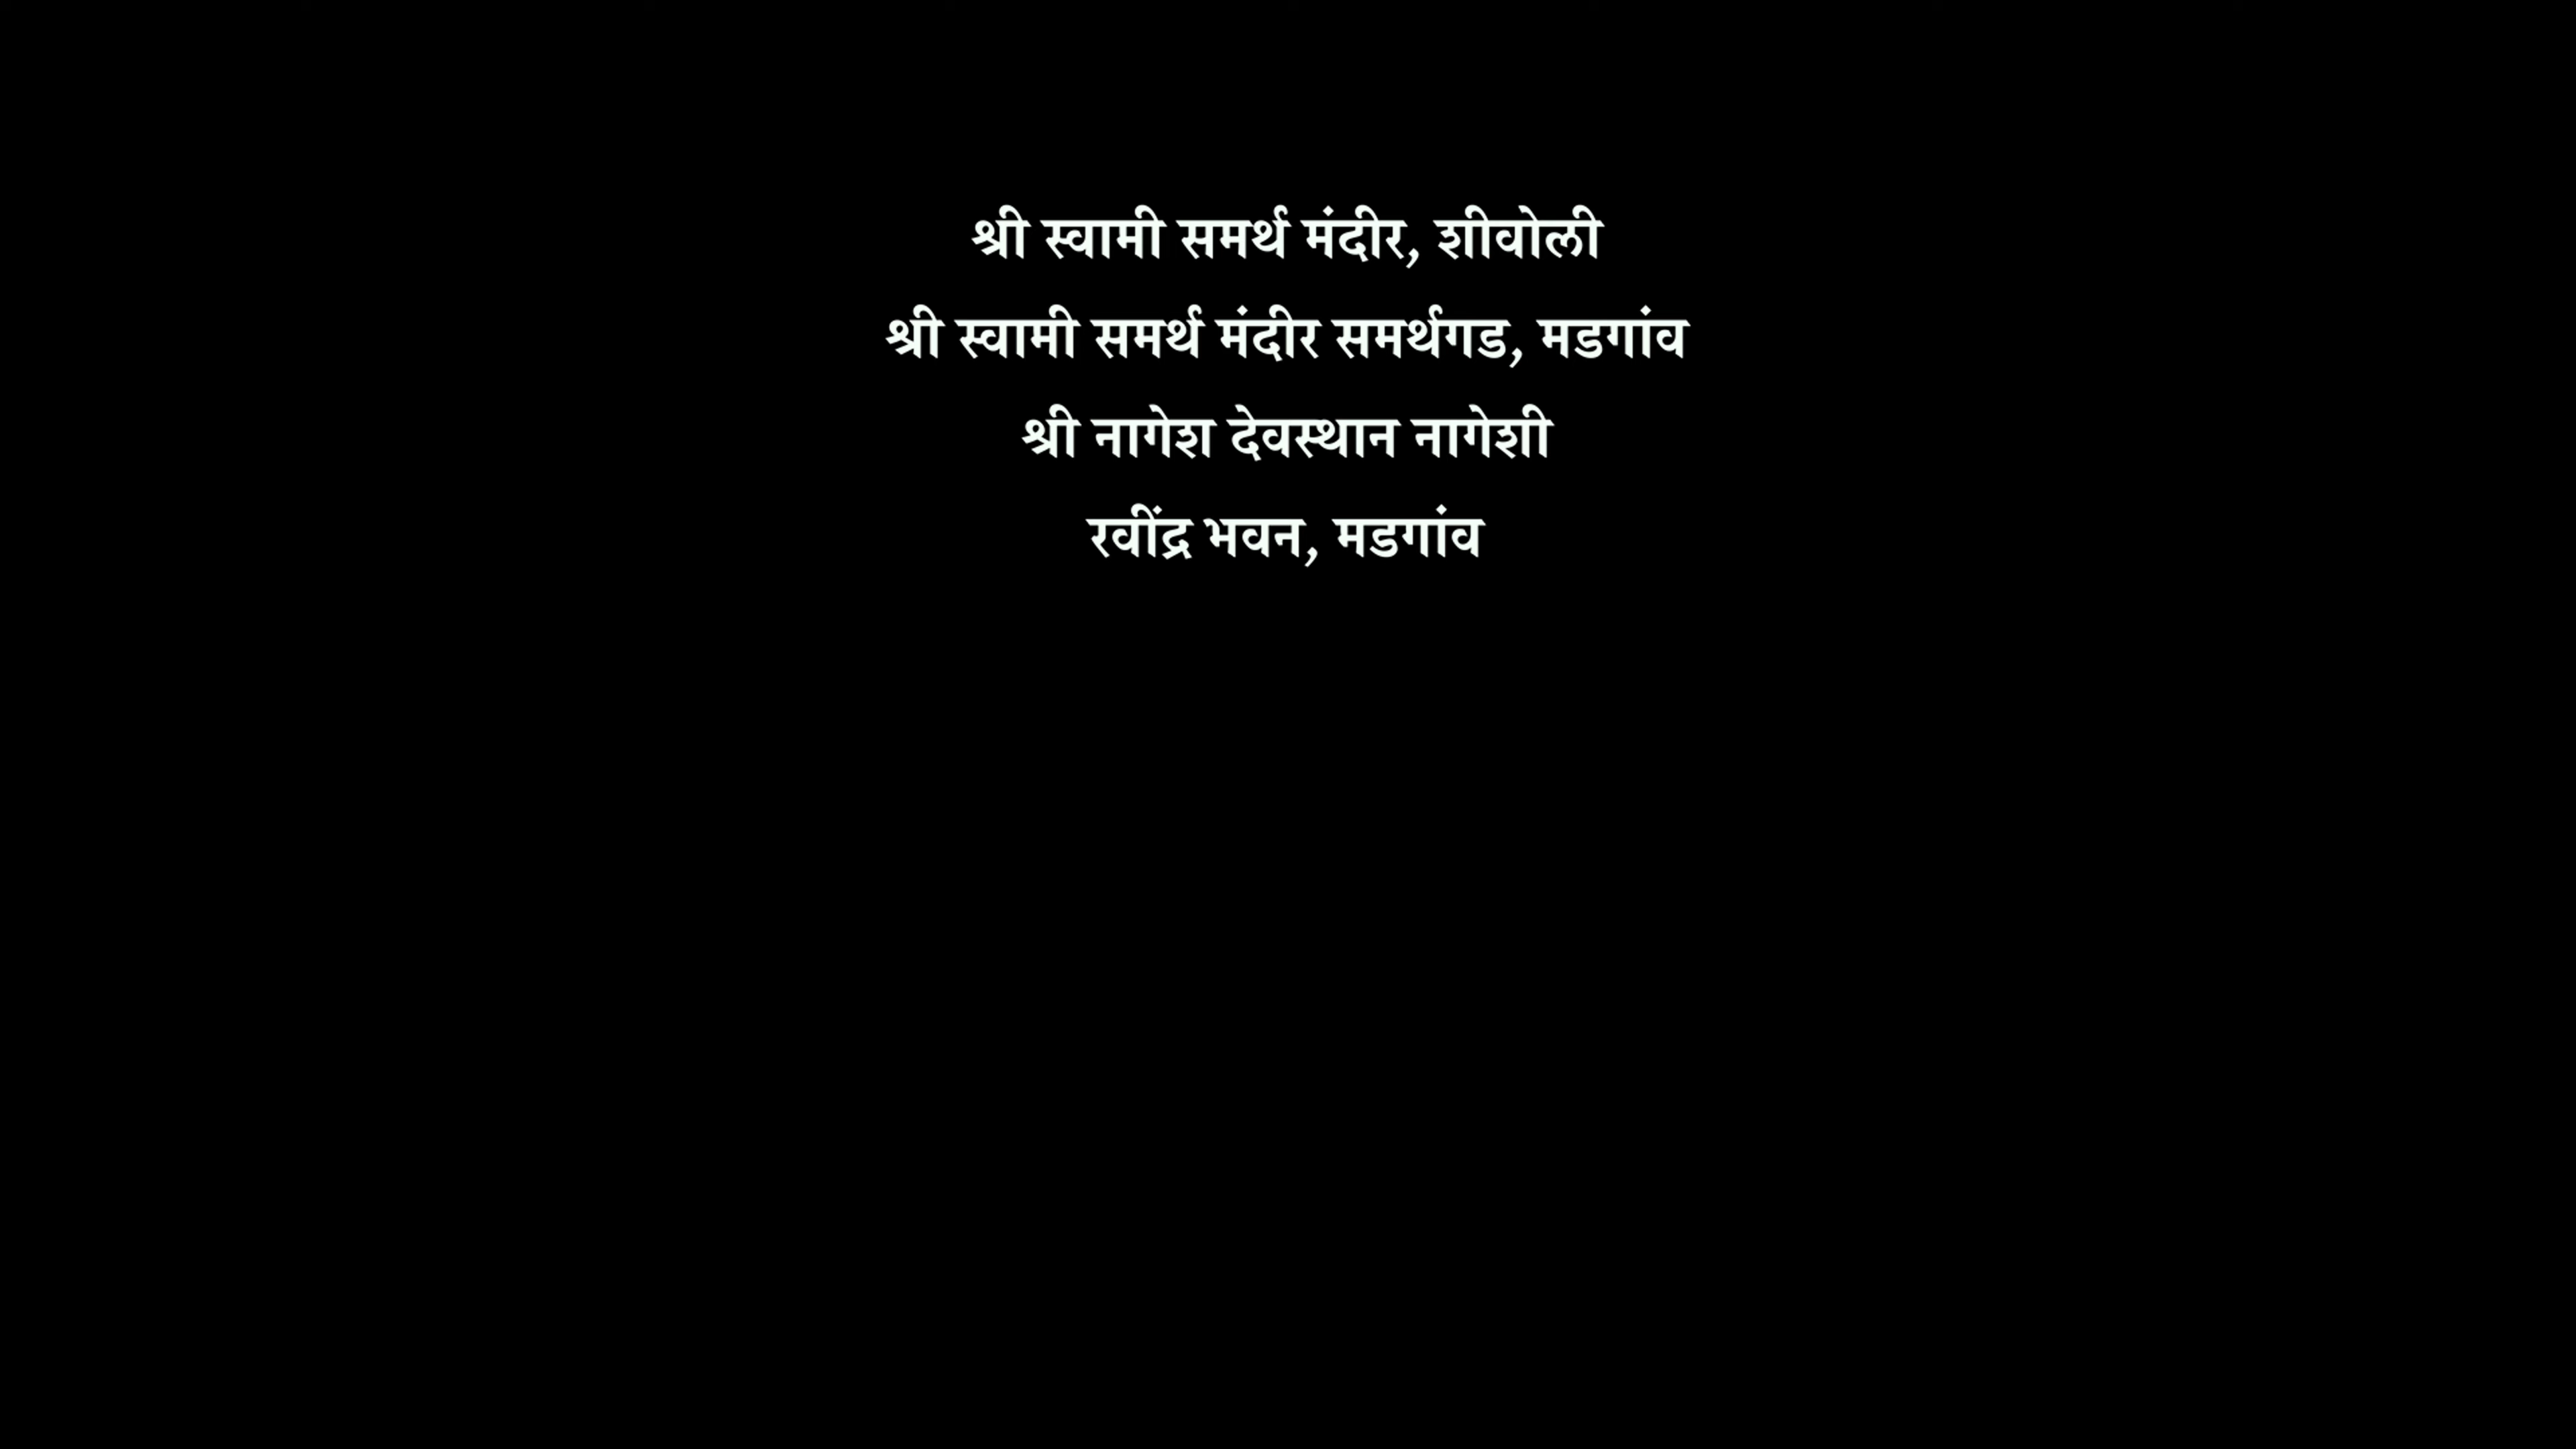 श्री स्वामी समर्थ मंदीर, शीवोली
श्री स्वामी समर्थ मंदीर समर्थगड, मडगांव
श्री नागेश देवस्थान नागेशी
रवींद्र भवन, मडगांव